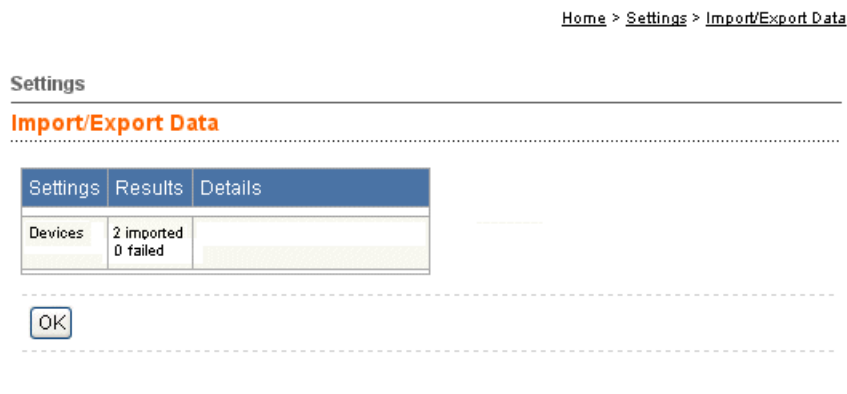 Home > Settings > Import/Export Data
Settings
Import/Export Data
Settings Results Details
Devices 2 imported
0 failed
OK